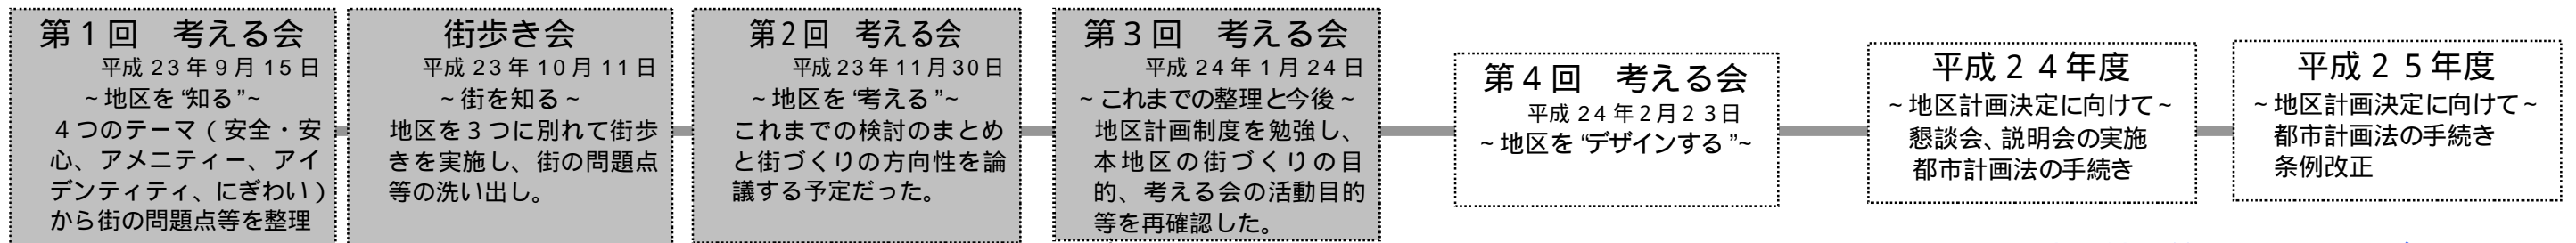 第１回　考える会
平成 23 年 9 月 15 日
～地区を“知る”～
４つのテーマ（安全・安
心、アメニティー、アイ
デンティティ、にぎわい）
から街の問題点等を整理
街歩き会
平成 23 年 10 月 11 日
～街を知る～
地区を３つに別れて街歩
きを実施し、街の問題点
等の洗い出し。
第2回　考える会
平成 23 年 11 月 30 日
～地区を“考える”～
これまでの検討のまとめ
と街づくりの方向性を論
議する予定だった。
第３回　考える会
平成 24 年 1 月 24 日
～これまでの整理と今後～
地区計画制度を勉強し、
本地区の街づくりの目
的、考える会の活動目的
等を再確認した。
第４回　考える会
平成 24 年 2 月 2 3 日
～地区を“デザインする”～
平成２４年度
～地区計画決定に向けて～
懇談会、説明会の実施
都市計画法の手続き
平成２５年度
～地区計画決定に向けて～
都市計画法の手続き
条例改正